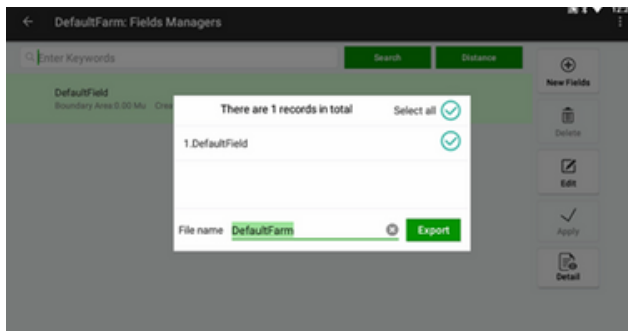 DefaultFarm: Fields Managers
Enter Keywords
Search
Distance
New Fields
DefaultField
Boundary Area:0.00 Mu Crea
Delete
Edit
Apply
Detail
There are 1 records in total
Select all
1.DefaultField
File name DefaultFarm
Export